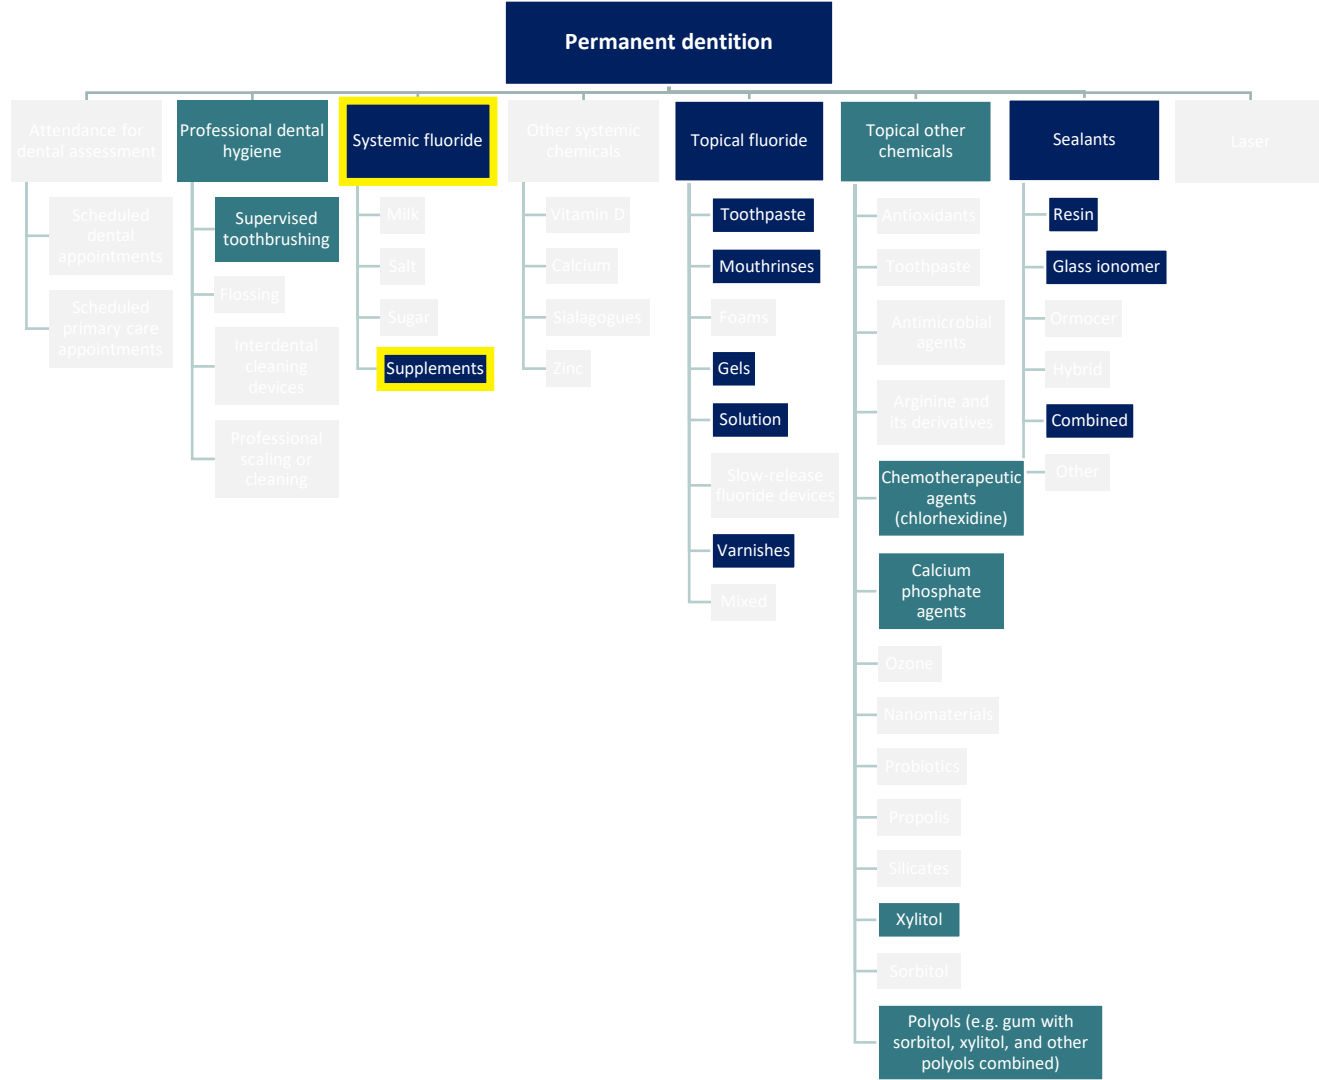 Permanent dentition
Attendance for
dental assessment
Scheduled
dental
appointments
Scheduled
primary care
appointments
Professional dental
hygiene
Supervised
toothbrushing
Flossing
Interdental
cleaning
devices
Professional
scaling or
cleaning
Systemic fluoride
Milk
Salt
Sugar
Supplements
Other systemic
chemicals
Vitamin D
Calcium
Sialagogues
Zinc
Topical fluoride
Toothpaste
Mouthrinses
Foams
Gels
Solution
Slow-release
fluoride devices
Varnishes
Mixed
Topical other
chemicals
Antioxidants
Toothpaste
Antimicrobial
agents
Arginine and
its derivatives
Chemotherapeutic
agents
(chlorhexidine)
Calcium
phosphate
agents
Ozone
Nanomaterials
Probiotics
Propolis
Silicates
Xylitol
Sorbitol
Polyols (e.g. gum with
sorbitol, xylitol, and other
polyols combined)
Sealants
Resin
Glass ionomer
Ormocer
Hybrid
Combined
Other
Laser